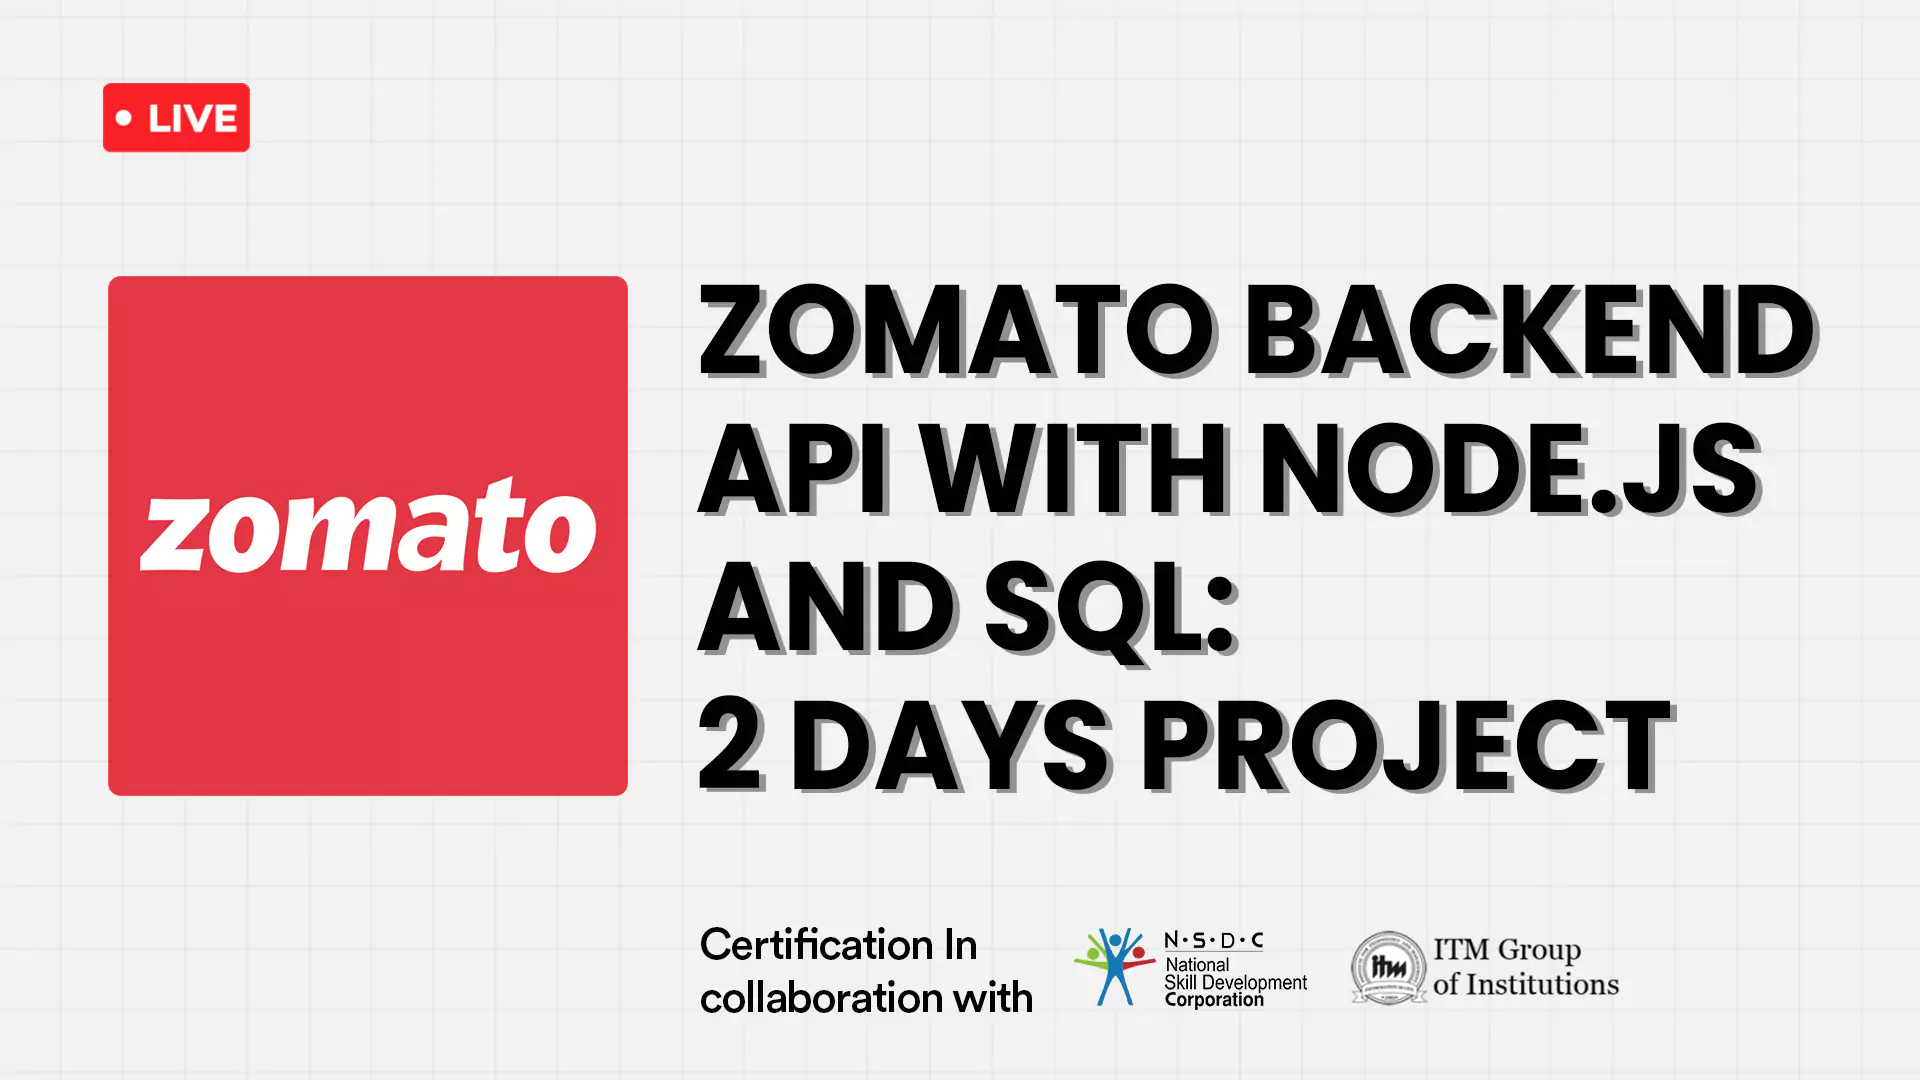 LIVE
zomato
ZOMATO BACKEND
API WITH NODE.JS
AND SQL:
2 DAYS PROJECT
Certification In
collaboration with
N·S·D·C
National
Skill Development
Corporation
itm
ITM Group
of Institutions